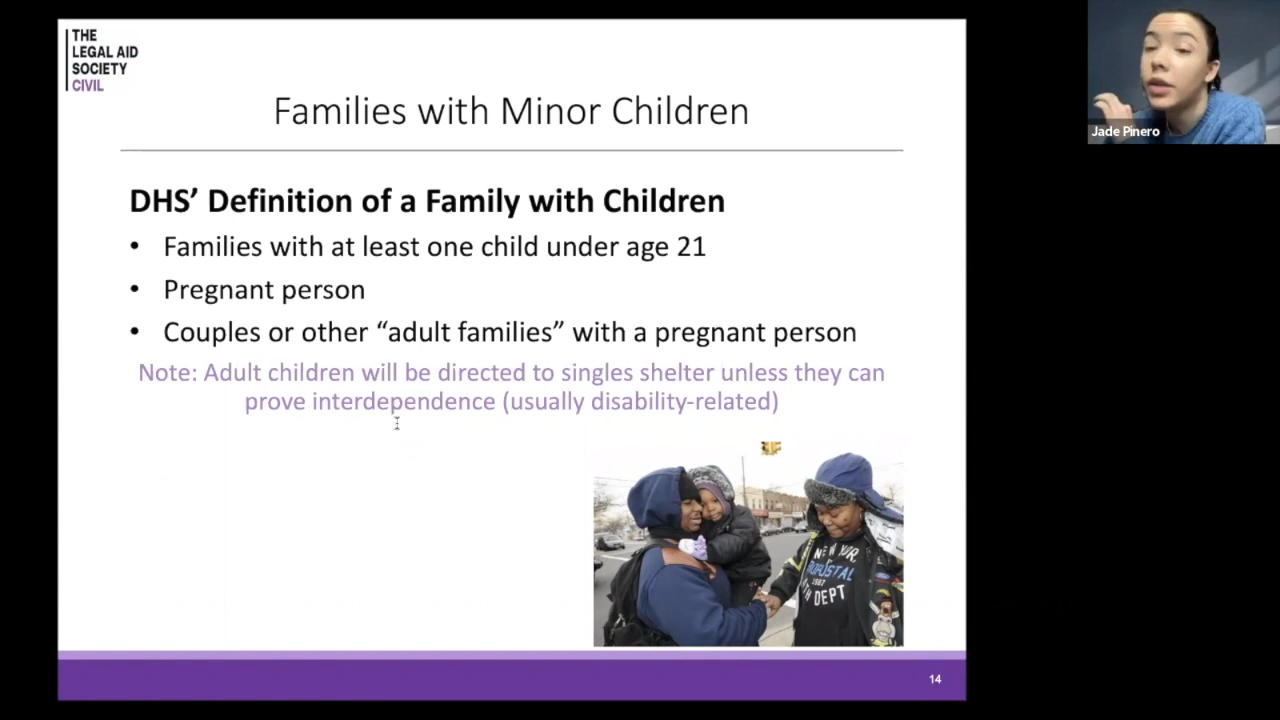 THE
LEGAL AID
SOCIETY
CIVIL
Families with Minor Children
DHS’ Definition of a Family with Children
• Families with at least one child under age 21
• Pregnant person
• Couples or other “adult families” with a pregnant person
Note: Adult children will be directed to singles shelter unless they can
prove interdependence (usually disability-related)
NEW YOR
1987
DEPT
14
Jade Pinero